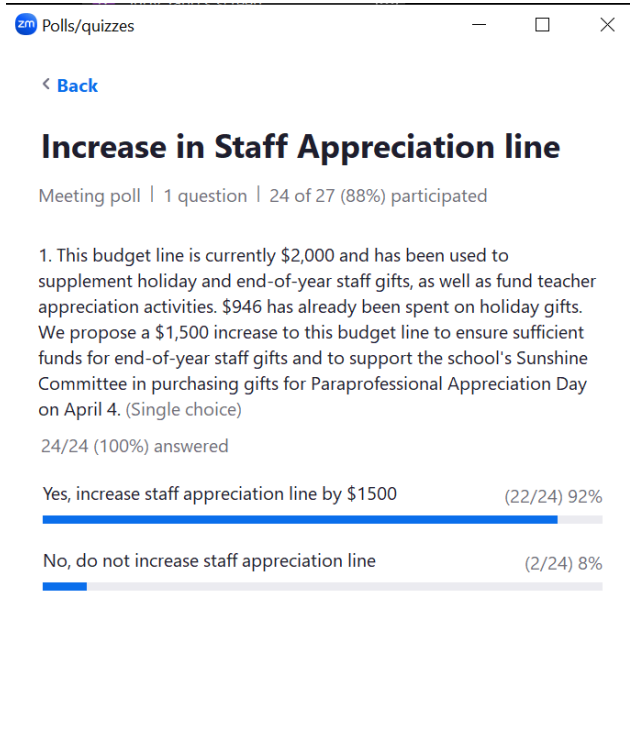 zm Polls/quizzes
Back
Increase in Staff Appreciation line
Meeting poll | 1 question | 24 of 27 (88%) participated
1. This budget line is currently $2,000 and has been used to
supplement holiday and end-of-year staff gifts, as well as fund teacher
appreciation activities. $946 has already been spent on holiday gifts.
We propose a $1,500 increase to this budget line to ensure sufficient
funds for end-of-year staff gifts and to support the school's Sunshine
Committee in purchasing gifts for Paraprofessional Appreciation Day
on April 4. (Single choice)
24/24 (100%) answered
Yes, increase staff appreciation line by $1500 (22/24) 92%
No, do not increase staff appreciation line (2/24) 8%